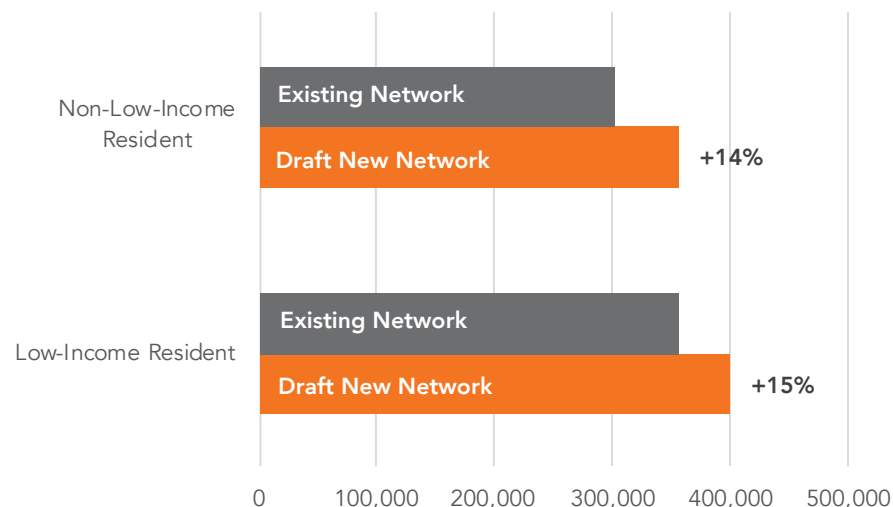 Non-Low-Income
Resident
Existing Network
Draft New Network
+14%
Low-Income Resident
Existing Network
Draft New Network
+15%
0
100,000
200,000
300,000
400,000
500,000